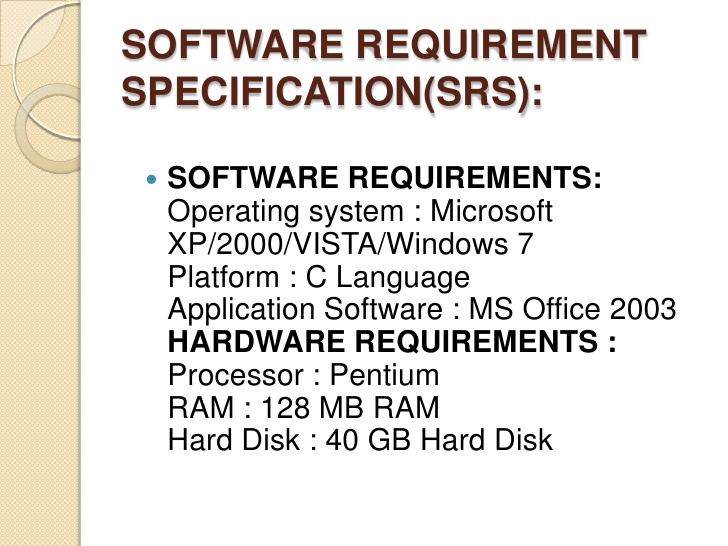 SOFTWARE REQUIREMENT
SPECIFICATION(SRS):
SOFTWARE REQUIREMENTS:
Operating system : Microsoft
XP/2000/VISTA/Windows 7
Platform : C Language
Application Software : MS Office 2003
HARDWARE REQUIREMENTS :
Processor : Pentium
RAM : 128 MB RAM
Hard Disk : 40 GB Hard Disk